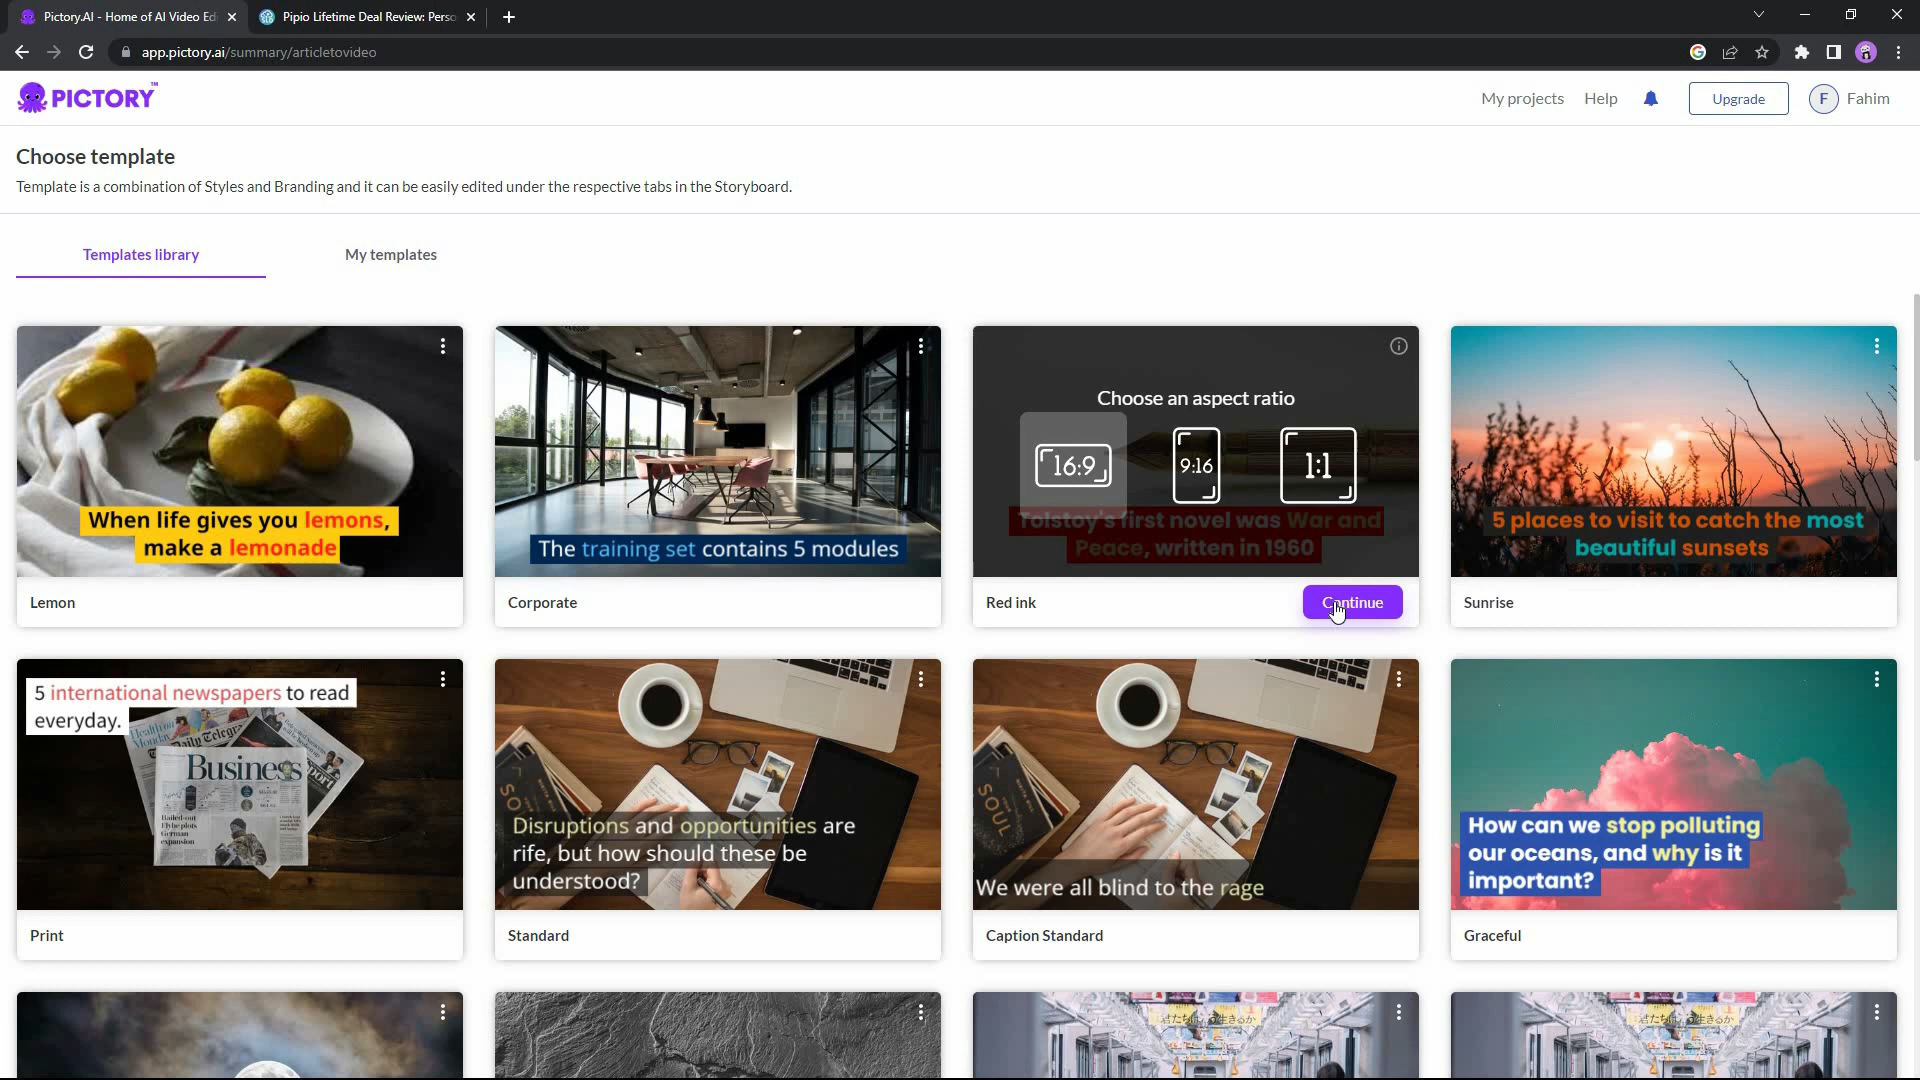 Pictory.AI - Home of AI Video Ed
Pipio Lifetime Deal Review: Perso
app.pictory.ai/summary/articletovideo
PICTORY™
My projects
Help
Upgrade
F
Fahim
Choose template
Template is a combination of Styles and Branding and it can be easily edited under the respective tabs in the Storyboard.
Templates library
My templates
When life gives you lemons,
make a lemonade
Lemon
The training set contains 5 modules
Corporate
Choose an aspect ratio
16:9
9:16
1:1
Tolstoy's first novel was War and
Peace, written in 1960
Red ink
Continue
5 places to visit to catch the most
beautiful sunsets
Sunrise
5 international newspapers to read
everyday.
Business
Print
Disruptions and opportunities are
rife, but how should these be
understood?
Standard
SOUL
We were all blind to the rage
Caption Standard
How can we stop polluting
our oceans, and why is it
important?
Graceful